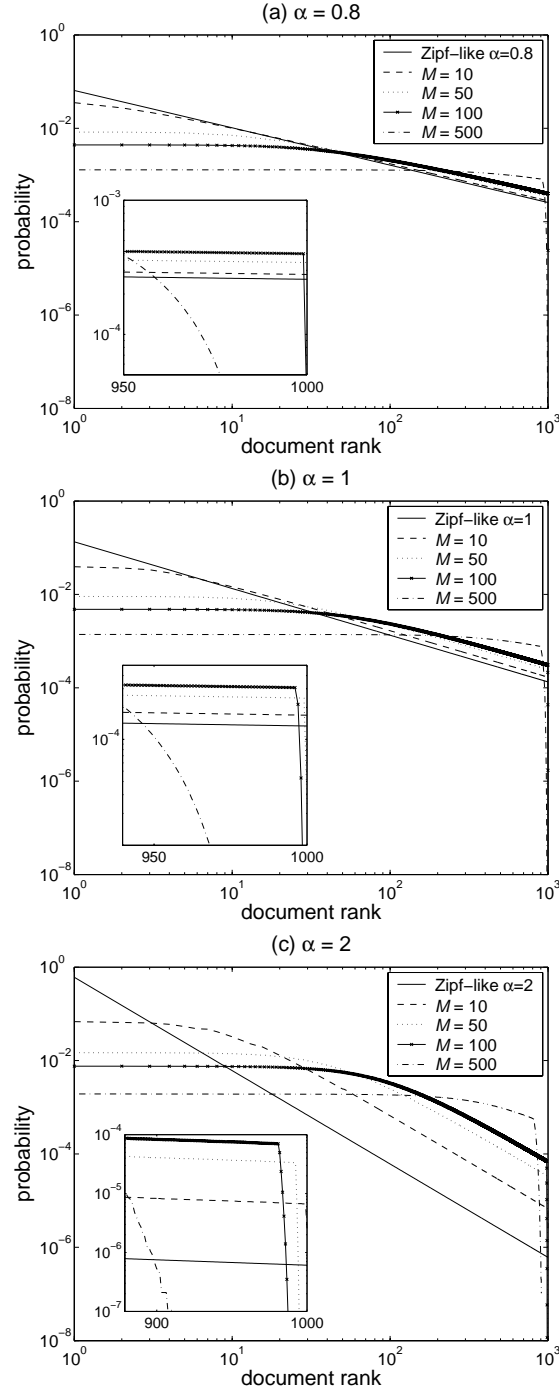 (a) α = 0.8
10^0
10^−2
10^−4
10^−6
10^−8
probability
Zipf−like α=0.8
M = 10
M = 50
M = 100
M = 500
10^−3
10^−4
950
1000
10^0
10^1
10^2
10^3
document rank
(b) α = 1
10^0
10^−2
10^−4
10^−6
10^−8
probability
Zipf−like α=1
M = 10
M = 50
M = 100
M = 500
10^−4
950
1000
10^0
10^1
10^2
10^3
document rank
(c) α = 2
10^0
10^−2
10^−4
10^−6
10^−8
probability
Zipf−like α=2
M = 10
M = 50
M = 100
M = 500
10^−4
10^−5
10^−6
10^−7
900
1000
10^0
10^1
10^2
10^3
document rank